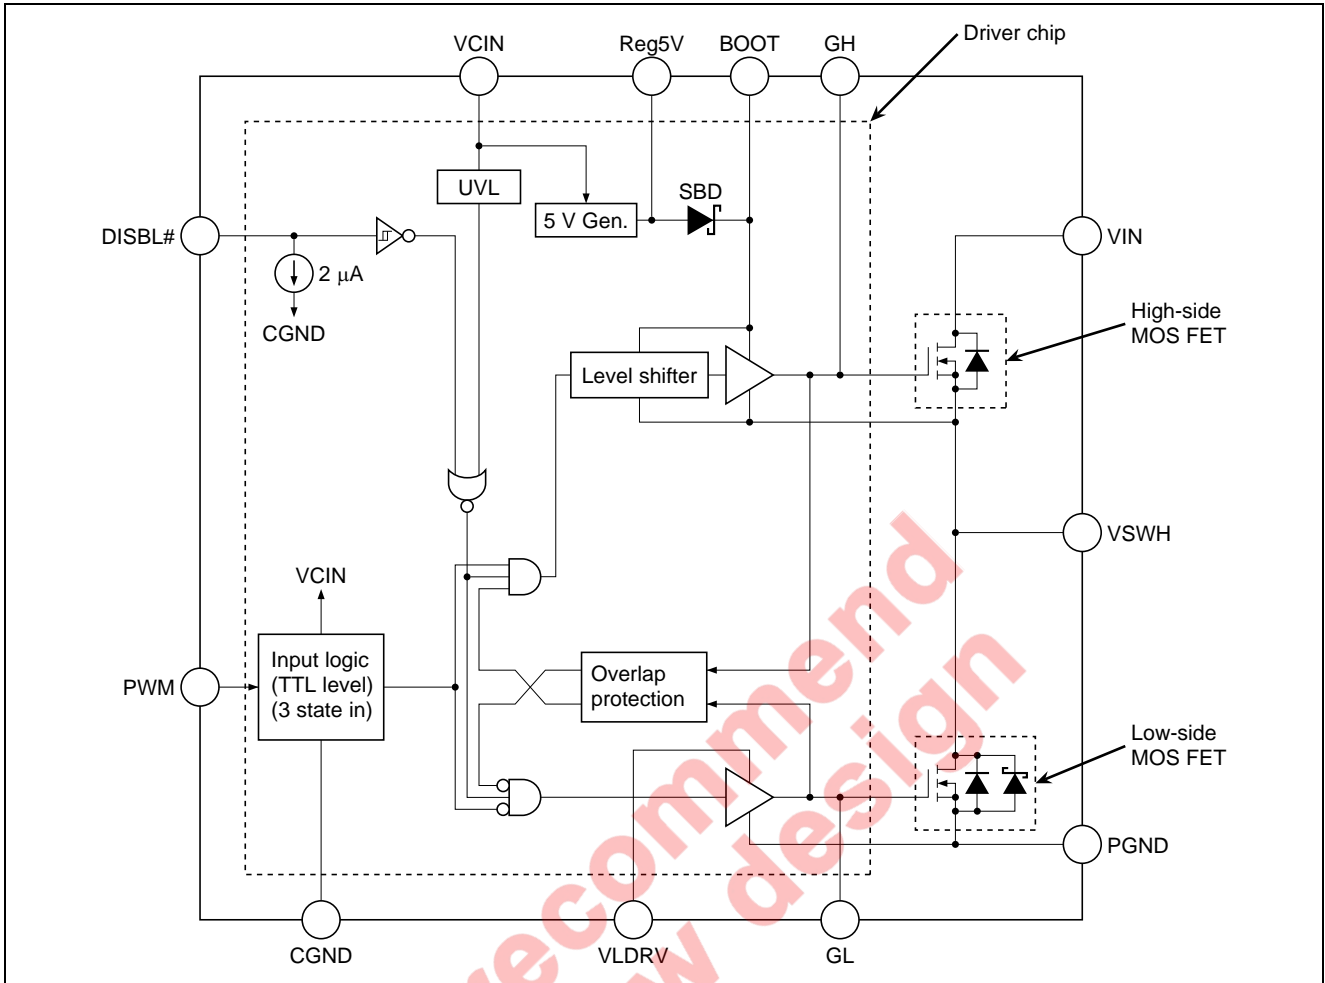 Driver chip
VCIN
Reg5V
BOOT
GH
UVL
SBD
5 V Gen.
DISBL#
2 μA
CGND
VIN
High-side
MOS FET
Level shifter
VSWH
VCIN
Input logic
(TTL level)
(3 state in)
PWM
Overlap
protection
Low-side
MOS FET
PGND
CGND
VLDRV
GL
recommend
w design